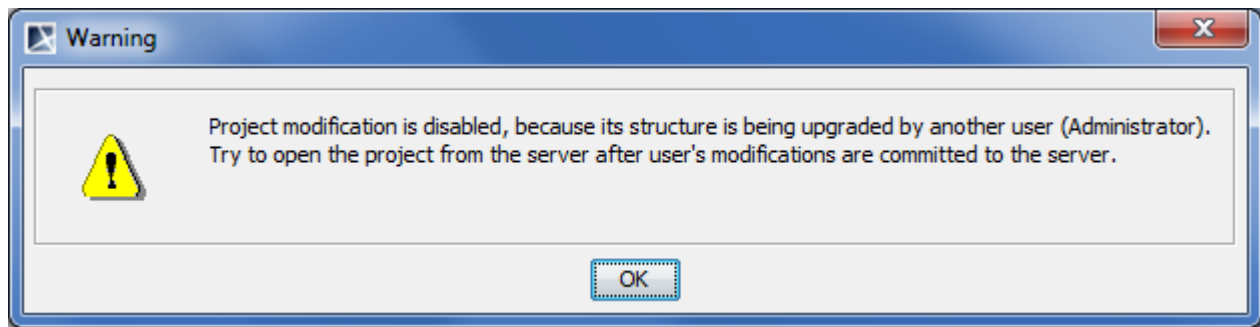 Warning
Project modification is disabled, because its structure is being upgraded by another user (Administrator).
Try to open the project from the server after user's modifications are committed to the server.
OK